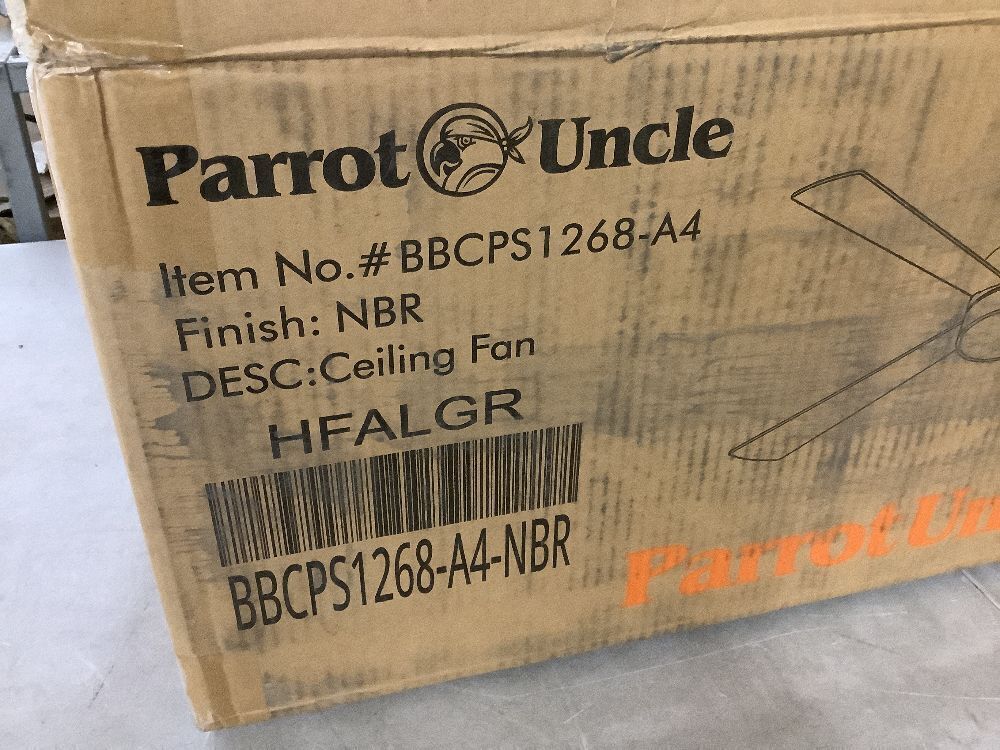 Parrot Uncle
Item No.#BBCPS1268-A4
Finish: NBR
DESC:Ceiling Fan
HFALGR
BBCPS1268-A4-NBR
Parrot Un